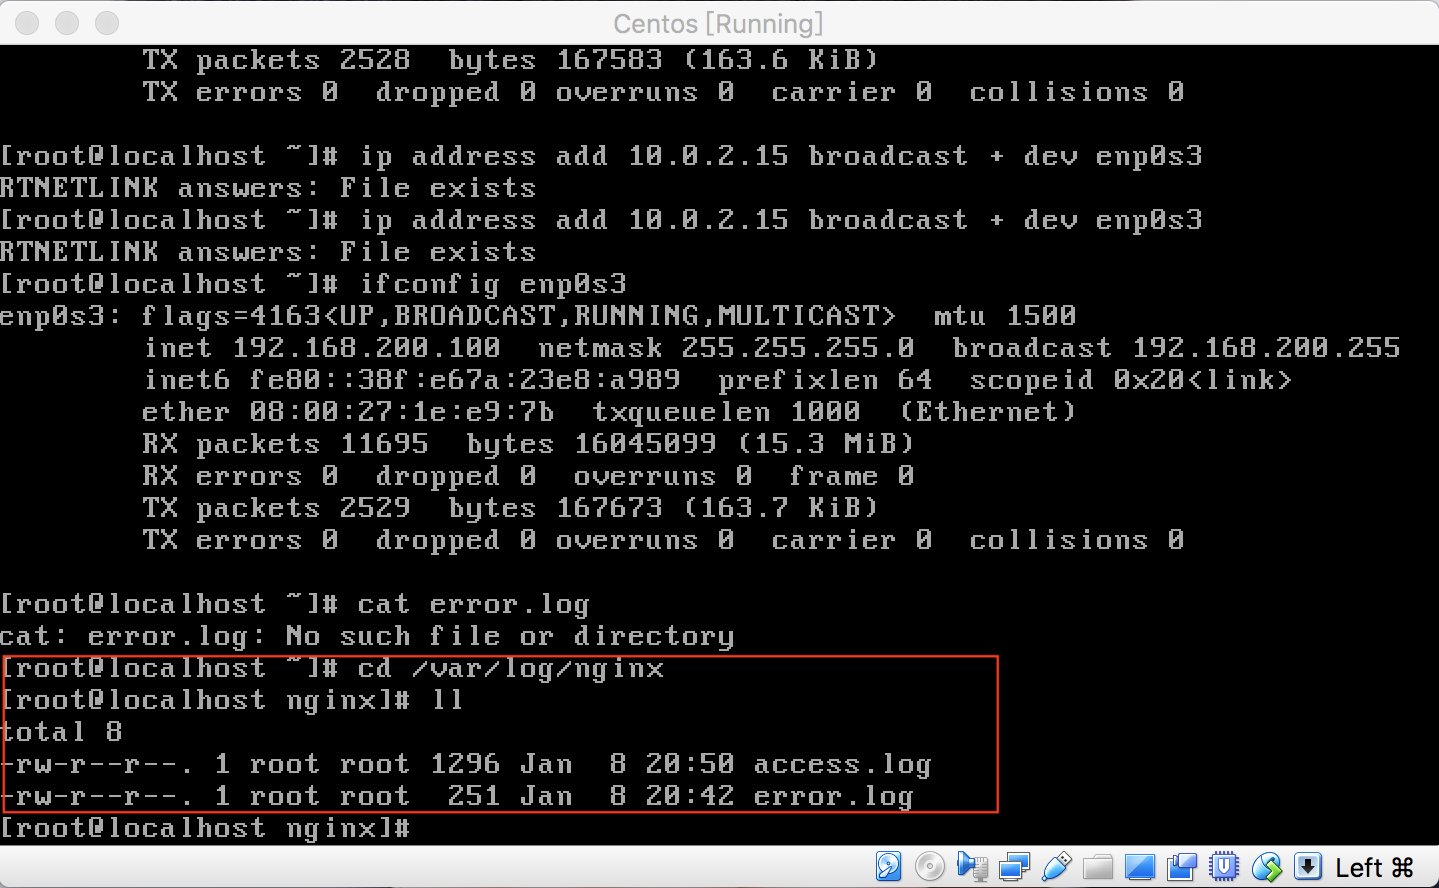 Centos [Running]
TX packets 2528  bytes 167583 (163.6 KiB)
TX errors 0  dropped 0 overruns 0  carrier 0  collisions 0
[root@localhost ~]# ip address add 10.0.2.15 broadcast + dev enp0s3
RTNETLINK answers: File exists
[root@localhost ~]# ip address add 10.0.2.15 broadcast + dev enp0s3
RTNETLINK answers: File exists
[root@localhost ~]# ifconfig enp0s3
enp0s3: flags=4163<UP,BROADCAST,RUNNING,MULTICAST>  mtu 1500
inet 192.168.200.100  netmask 255.255.255.0  broadcast 192.168.200.255
inet6 fe80::38f:e67a:23e8:a989  prefixlen 64  scopeid 0x20<link>
ether 08:00:27:1e:e9:7b  txqueuelen 1000  (Ethernet)
RX packets 11695  bytes 16045099 (15.3 MiB)
RX errors 0  dropped 0  overruns 0  frame 0
TX packets 2529  bytes 167673 (163.7 KiB)
TX errors 0  dropped 0 overruns 0  carrier 0  collisions 0
[root@localhost ~]# cat error.log
cat: error.log: No such file or directory
[root@localhost ~]# cd /var/log/nginx
[root@localhost nginx]# ll
total 8
-rw-r--r--. 1 root root 1296 Jan  8 20:50 access.log
-rw-r--r--. 1 root root  251 Jan  8 20:42 error.log
[root@localhost nginx]#
Left ⌘